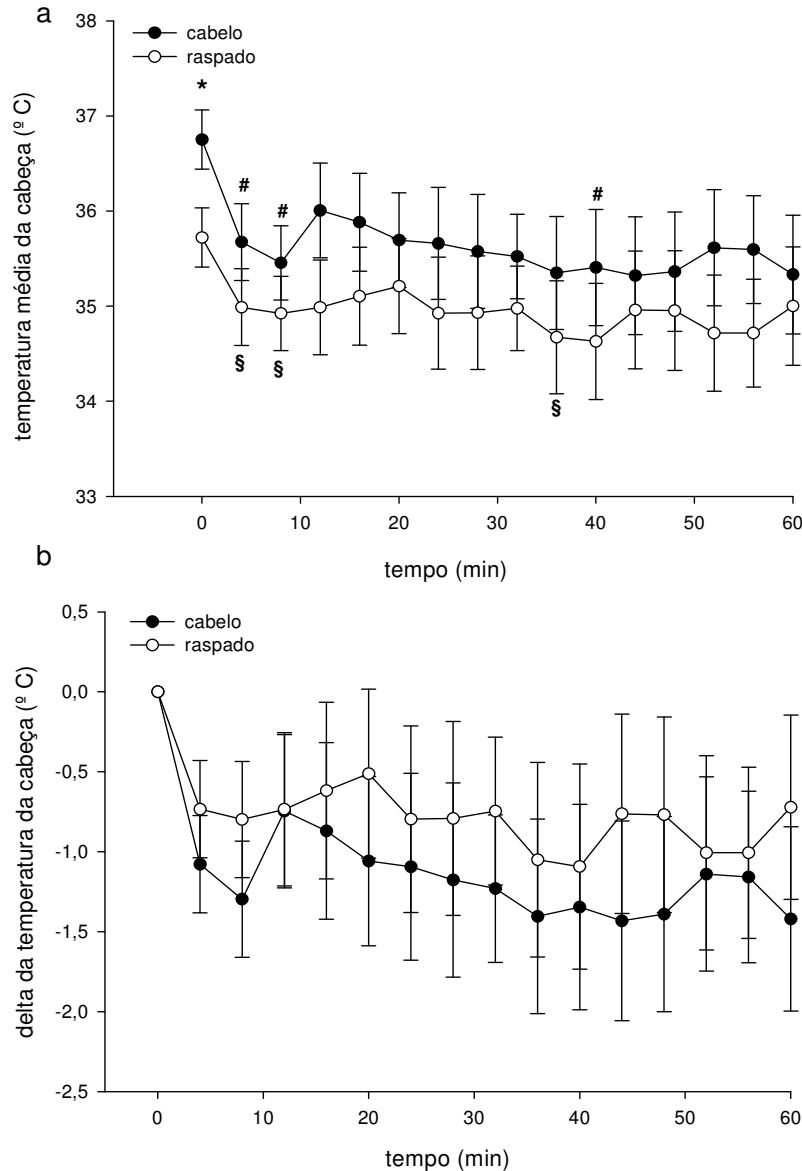 a
38
cabelo
raspado
37
36
35
34
33
*
#
#
#
§
§
§
temperatura média da cabeça (º C)
0 10 20 30 40 50 60
tempo (min)
b
0,5
cabelo
raspado
0,0
-0,5
-1,0
-1,5
-2,0
-2,5
delta da temperatura da cabeça (º C)
0 10 20 30 40 50 60
tempo (min)